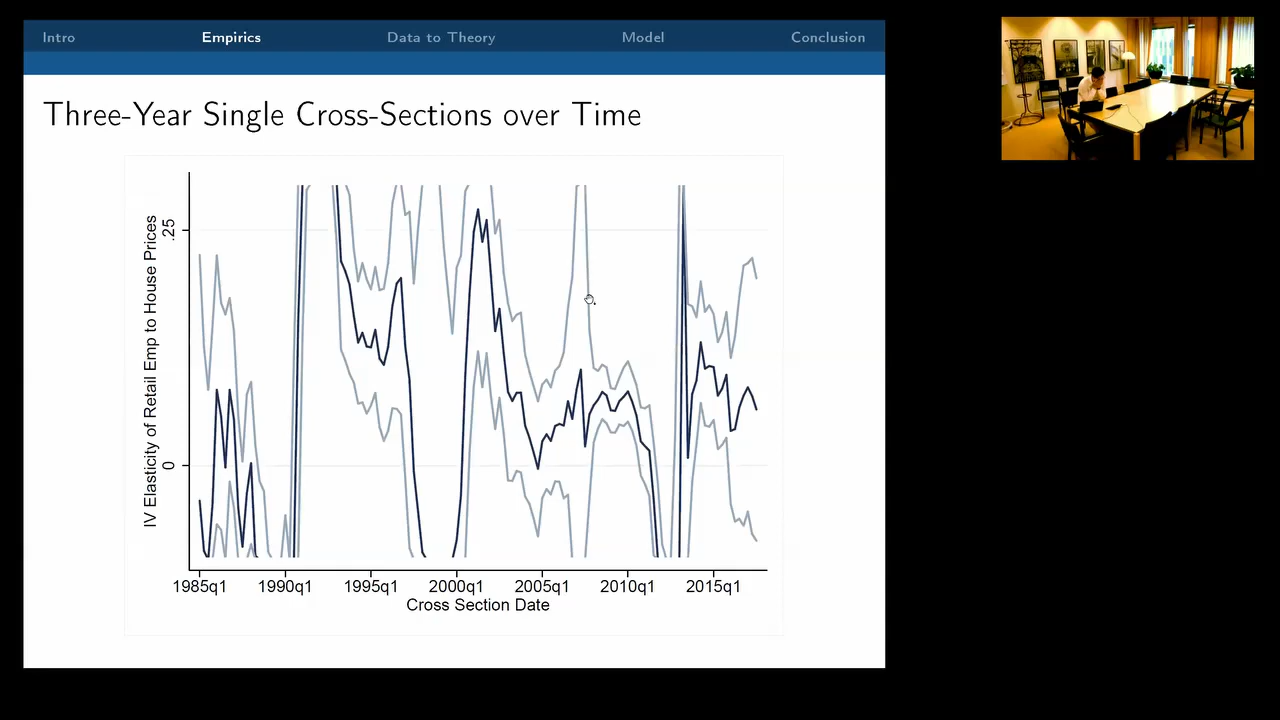 Intro Empirics Data to Theory Model Conclusion
Three-Year Single Cross-Sections over Time
IV Elasticity of Retail Emp to House Prices
.25
0
1985q1 1990q1 1995q1 2000q1 2005q1 2010q1 2015q1
Cross Section Date